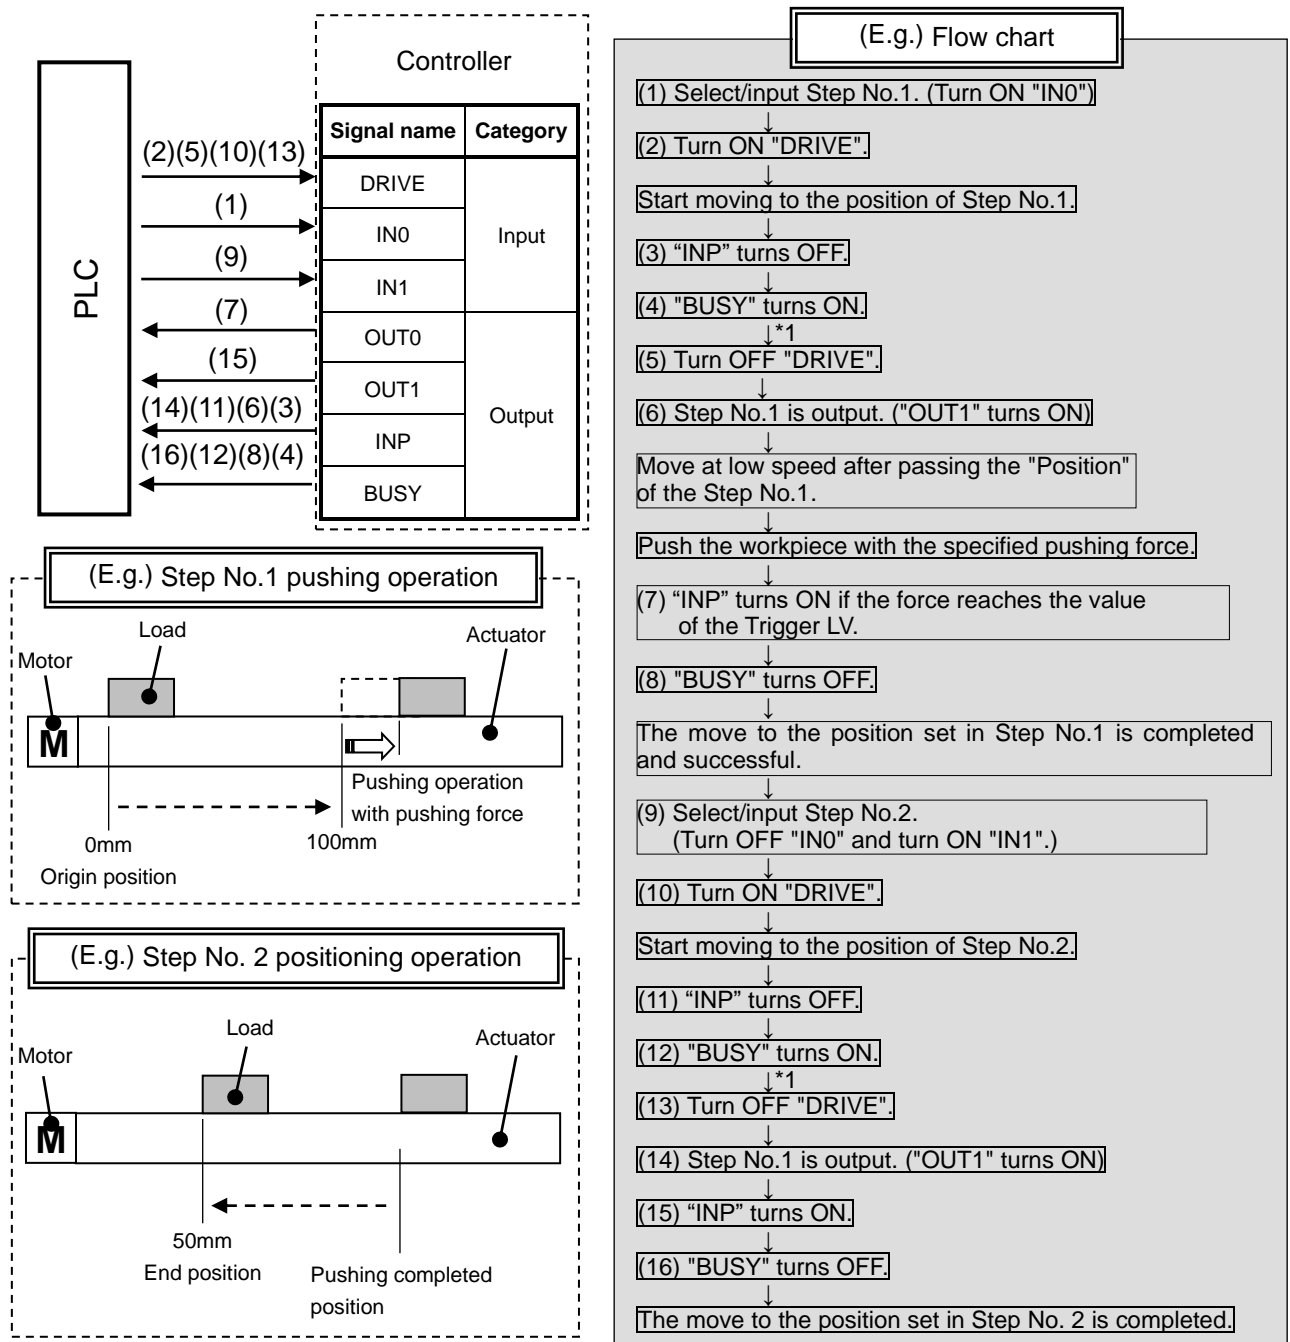 Controller
PLC
Signal name Category
DRIVE
IN0
IN1
Input
OUT0
OUT1
INP
BUSY
Output
(2)(5)(10)(13)
(1)
(9)
(7)
(15)
(14)(11)(6)(3)
(16)(12)(8)(4)
(E.g.) Step No.1 pushing operation
Load
Actuator
Motor
M
Pushing operation
with pushing force
0mm
100mm
Origin position
(E.g.) Step No. 2 positioning operation
Load
Actuator
Motor
M
50mm
End position
Pushing completed
position
(E.g.) Flow chart
(1) Select/input Step No.1. (Turn ON "IN0")
↓
(2) Turn ON "DRIVE".
↓
Start moving to the position of Step No.1.
↓
(3) “INP” turns OFF.
↓
(4) "BUSY" turns ON.
↓*1
(5) Turn OFF "DRIVE".
↓
(6) Step No.1 is output. ("OUT1" turns ON)
↓
Move at low speed after passing the "Position"
of the Step No.1.
↓
Push the workpiece with the specified pushing force.
↓
(7) “INP” turns ON if the force reaches the value
of the Trigger LV.
↓
(8) "BUSY" turns OFF.
↓
The move to the position set in Step No.1 is completed
and successful.
↓
(9) Select/input Step No.2.
(Turn OFF "IN0" and turn ON "IN1".)
↓
(10) Turn ON "DRIVE".
↓
Start moving to the position of Step No.2.
↓
(11) “INP” turns OFF.
↓
(12) "BUSY" turns ON.
↓*1
(13) Turn OFF "DRIVE".
↓
(14) Step No.1 is output. ("OUT1" turns ON)
↓
(15) “INP” turns ON.
↓
(16) "BUSY" turns OFF.
↓
The move to the position set in Step No. 2 is completed.